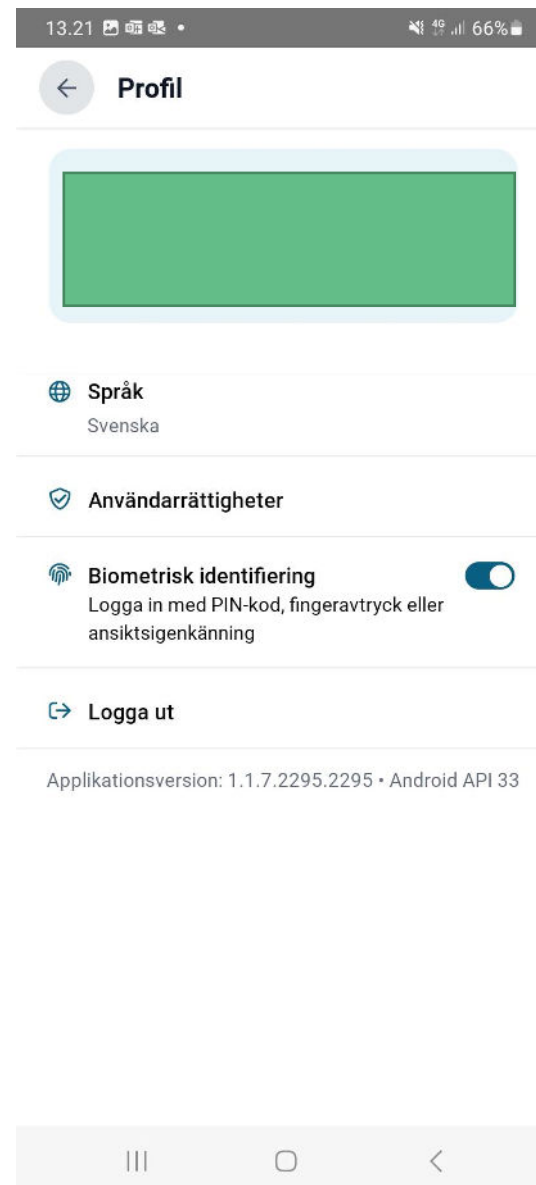 13.21
4G
66%
Profil
Språk
Svenska
Användarrättigheter
Biometrisk identifiering
Logga in med PIN-kod, fingeravtryck eller
ansiktsigenkänning
Logga ut
Applikationsversion: 1.1.7.2295.2295 • Android API 33